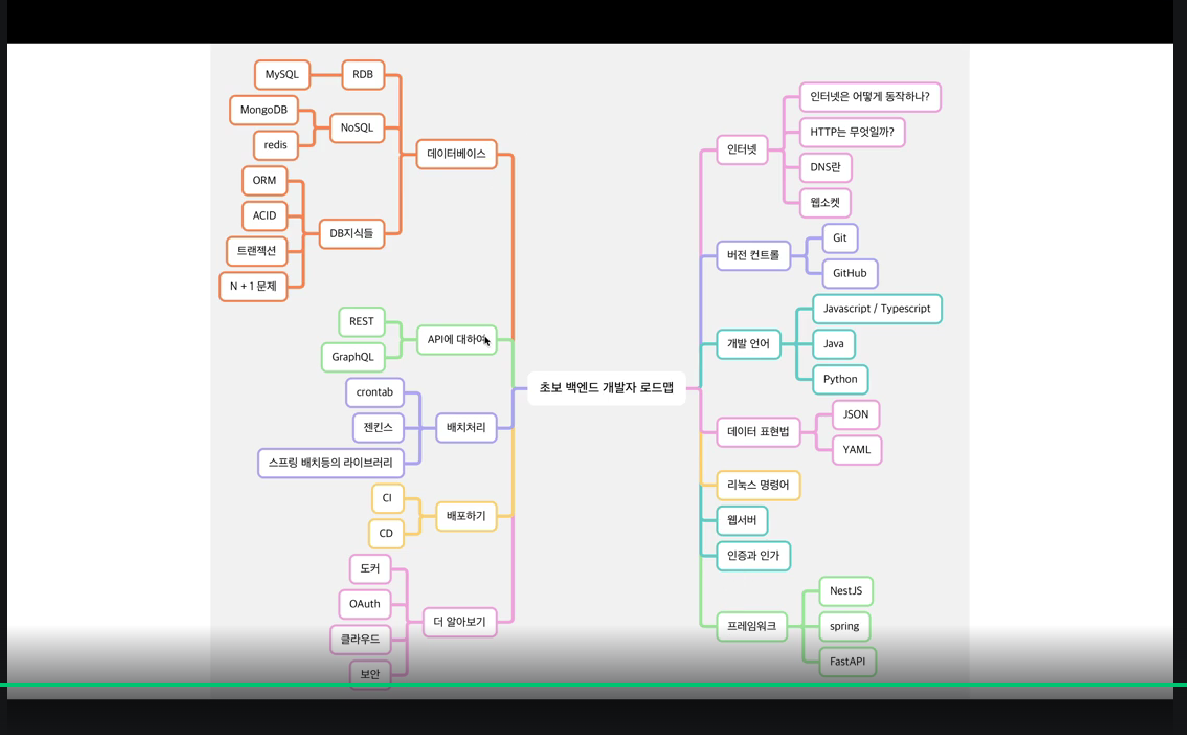 초보 백엔드 개발자 로드맵
인터넷
인터넷은 어떻게 동작하나?
HTTP는 무엇일까?
DNS란
웹소켓
버전 컨트롤
Git
GitHub
개발 언어
Javascript / Typescript
Java
Python
데이터 표현법
JSON
YAML
리눅스 명령어
웹서버
인증과 인가
프레임워크
NestJS
spring
FastAPI
데이터베이스
RDB
MySQL
NoSQL
MongoDB
redis
DB지식들
ORM
ACID
트랜젝션
N + 1 문제
API에 대하여
REST
GraphQL
배치처리
crontab
젠킨스
스프링 배치등의 라이브러리
배포하기
CI
CD
더 알아보기
도커
OAuth
클라우드
보안